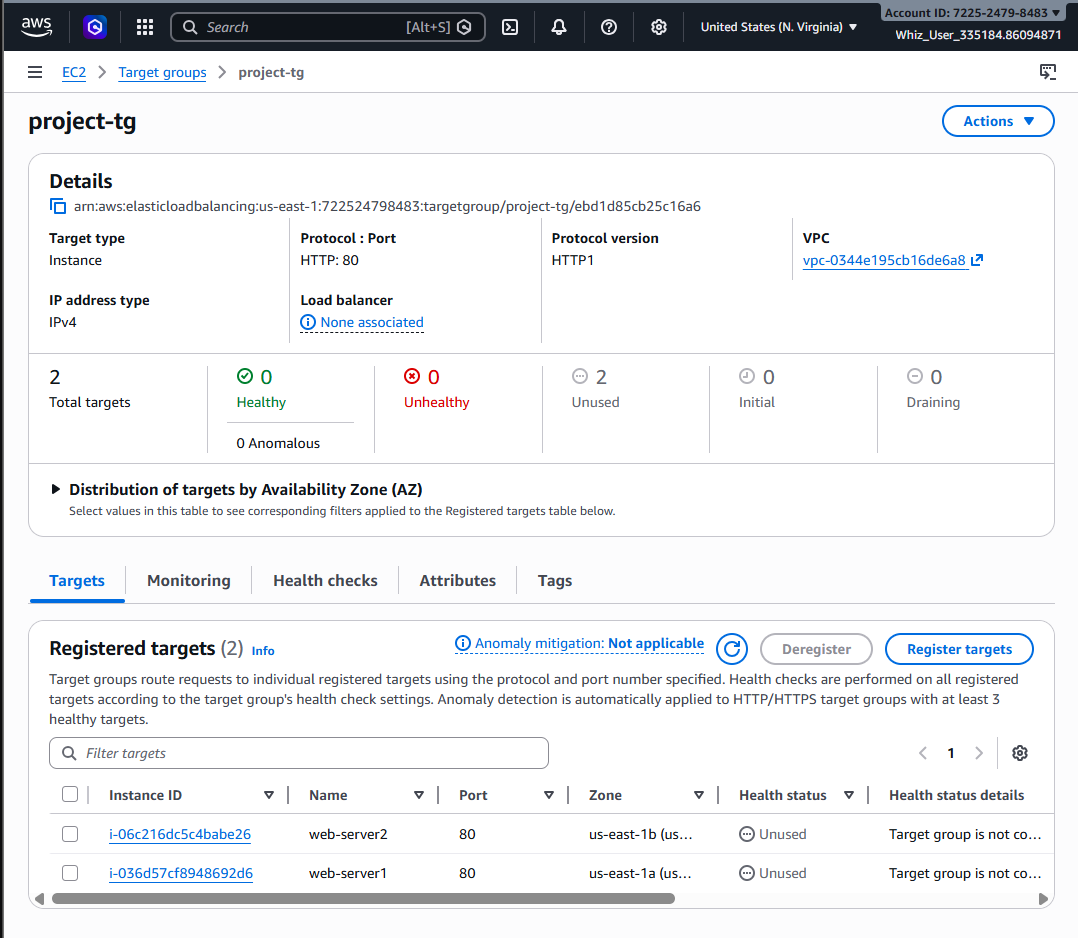 aws
Search [Alt+S]
United States (N. Virginia)
Account ID: 7225-2479-8483
Whiz_User_335184.86094871
EC2 Target groups project-tg
project-tg
Actions
Details
arn:aws:elasticloadbalancing:us-east-1:722524798483:targetgroup/project-tg/ebd1d85cb25c16a6
Target type
Instance
Protocol : Port
HTTP: 80
Protocol version
HTTP1
VPC
vpc-0344e195cb16de6a8
IP address type
IPv4
Load balancer
None associated
2
Total targets
0
Healthy
0 Anomalous
0
Unhealthy
2
Unused
0
Initial
0
Draining
Distribution of targets by Availability Zone (AZ)
Select values in this table to see corresponding filters applied to the Registered targets table below.
Targets Monitoring Health checks Attributes Tags
Registered targets (2) Info
Anomaly mitigation: Not applicable
Deregister
Register targets
Target groups route requests to individual registered targets using the protocol and port number specified. Health checks are performed on all registered
targets according to the target group's health check settings. Anomaly detection is automatically applied to HTTP/HTTPS target groups with at least 3
healthy targets.
Filter targets
1
Instance ID Name Port Zone Health status Health status details
i-06c216dc5c4babe26 web-server2 80 us-east-1b (us... Unused Target group is not co...
i-036d57cf8948692d6 web-server1 80 us-east-1a (us... Unused Target group is not co...